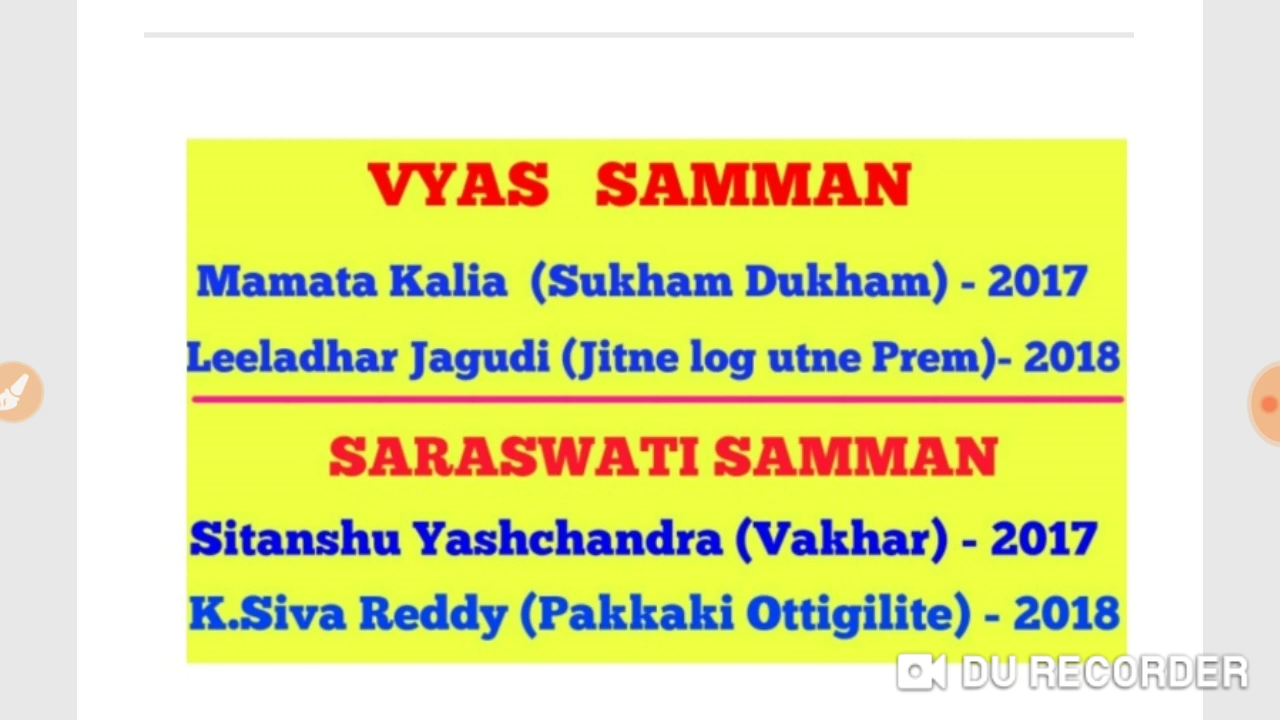 VYAS SAMMAN
Mamata Kalia (Sukham Dukham) - 2017
Leeladhar Jagudi (Jitne log utne Prem)- 2018
SARASWATI SAMMAN
Sitanshu Yashchandra (Vakhar) - 2017
K.Siva Reddy (Pakkaki Ottigilite) - 2018
DU RECORDER